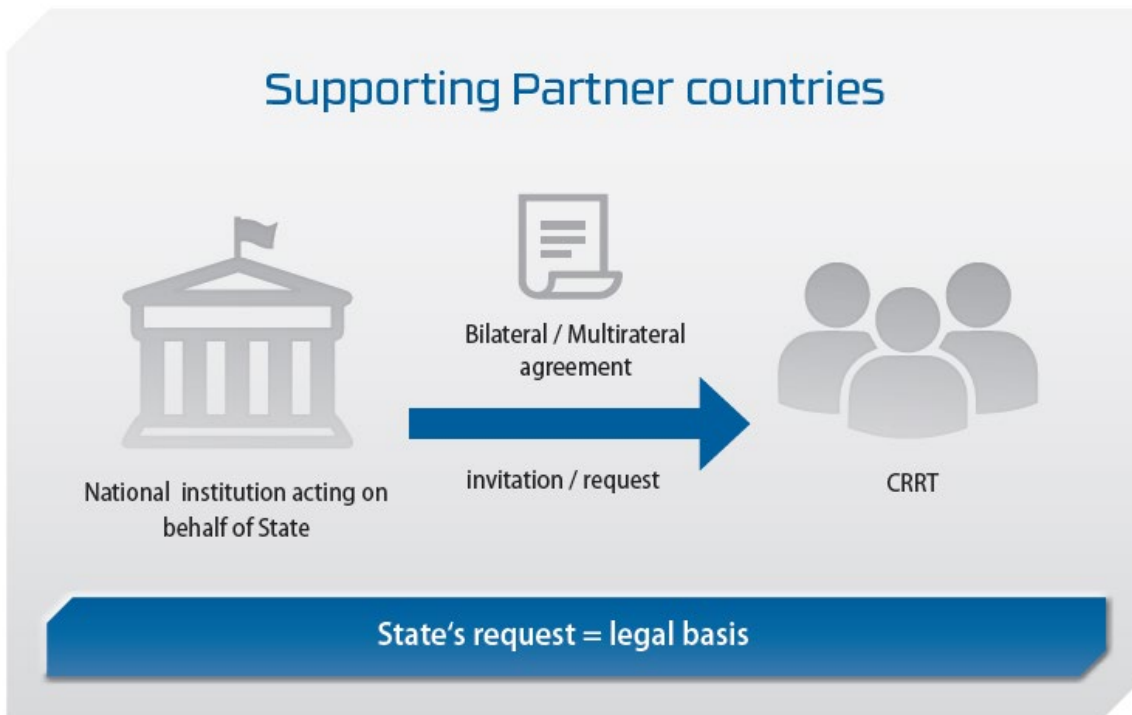 Supporting Partner countries
Bilateral / Multirateral
agreement
invitation / request
National institution acting on
behalf of State
CRRT
State‘s request = legal basis